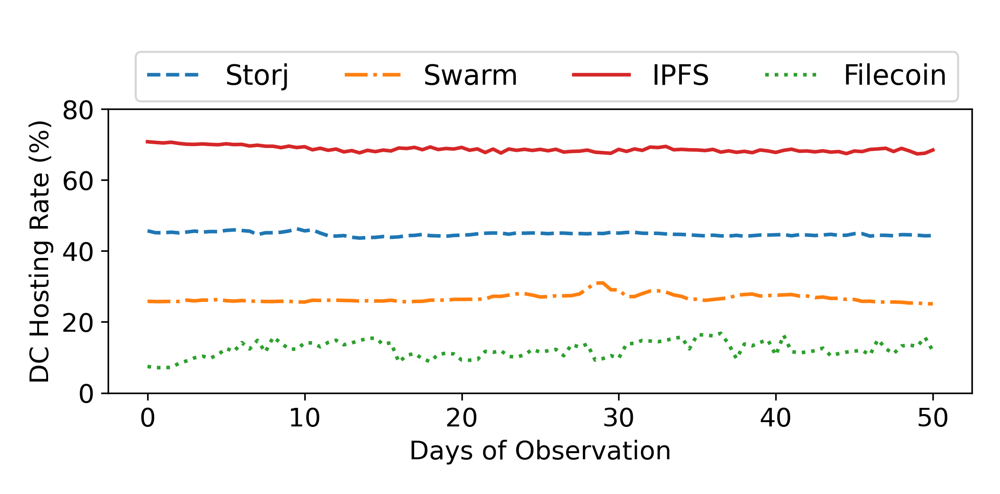 Storj Swarm IPFS Filecoin
DC Hosting Rate (%)
80
60
40
20
0
0 10 20 30 40 50
Days of Observation